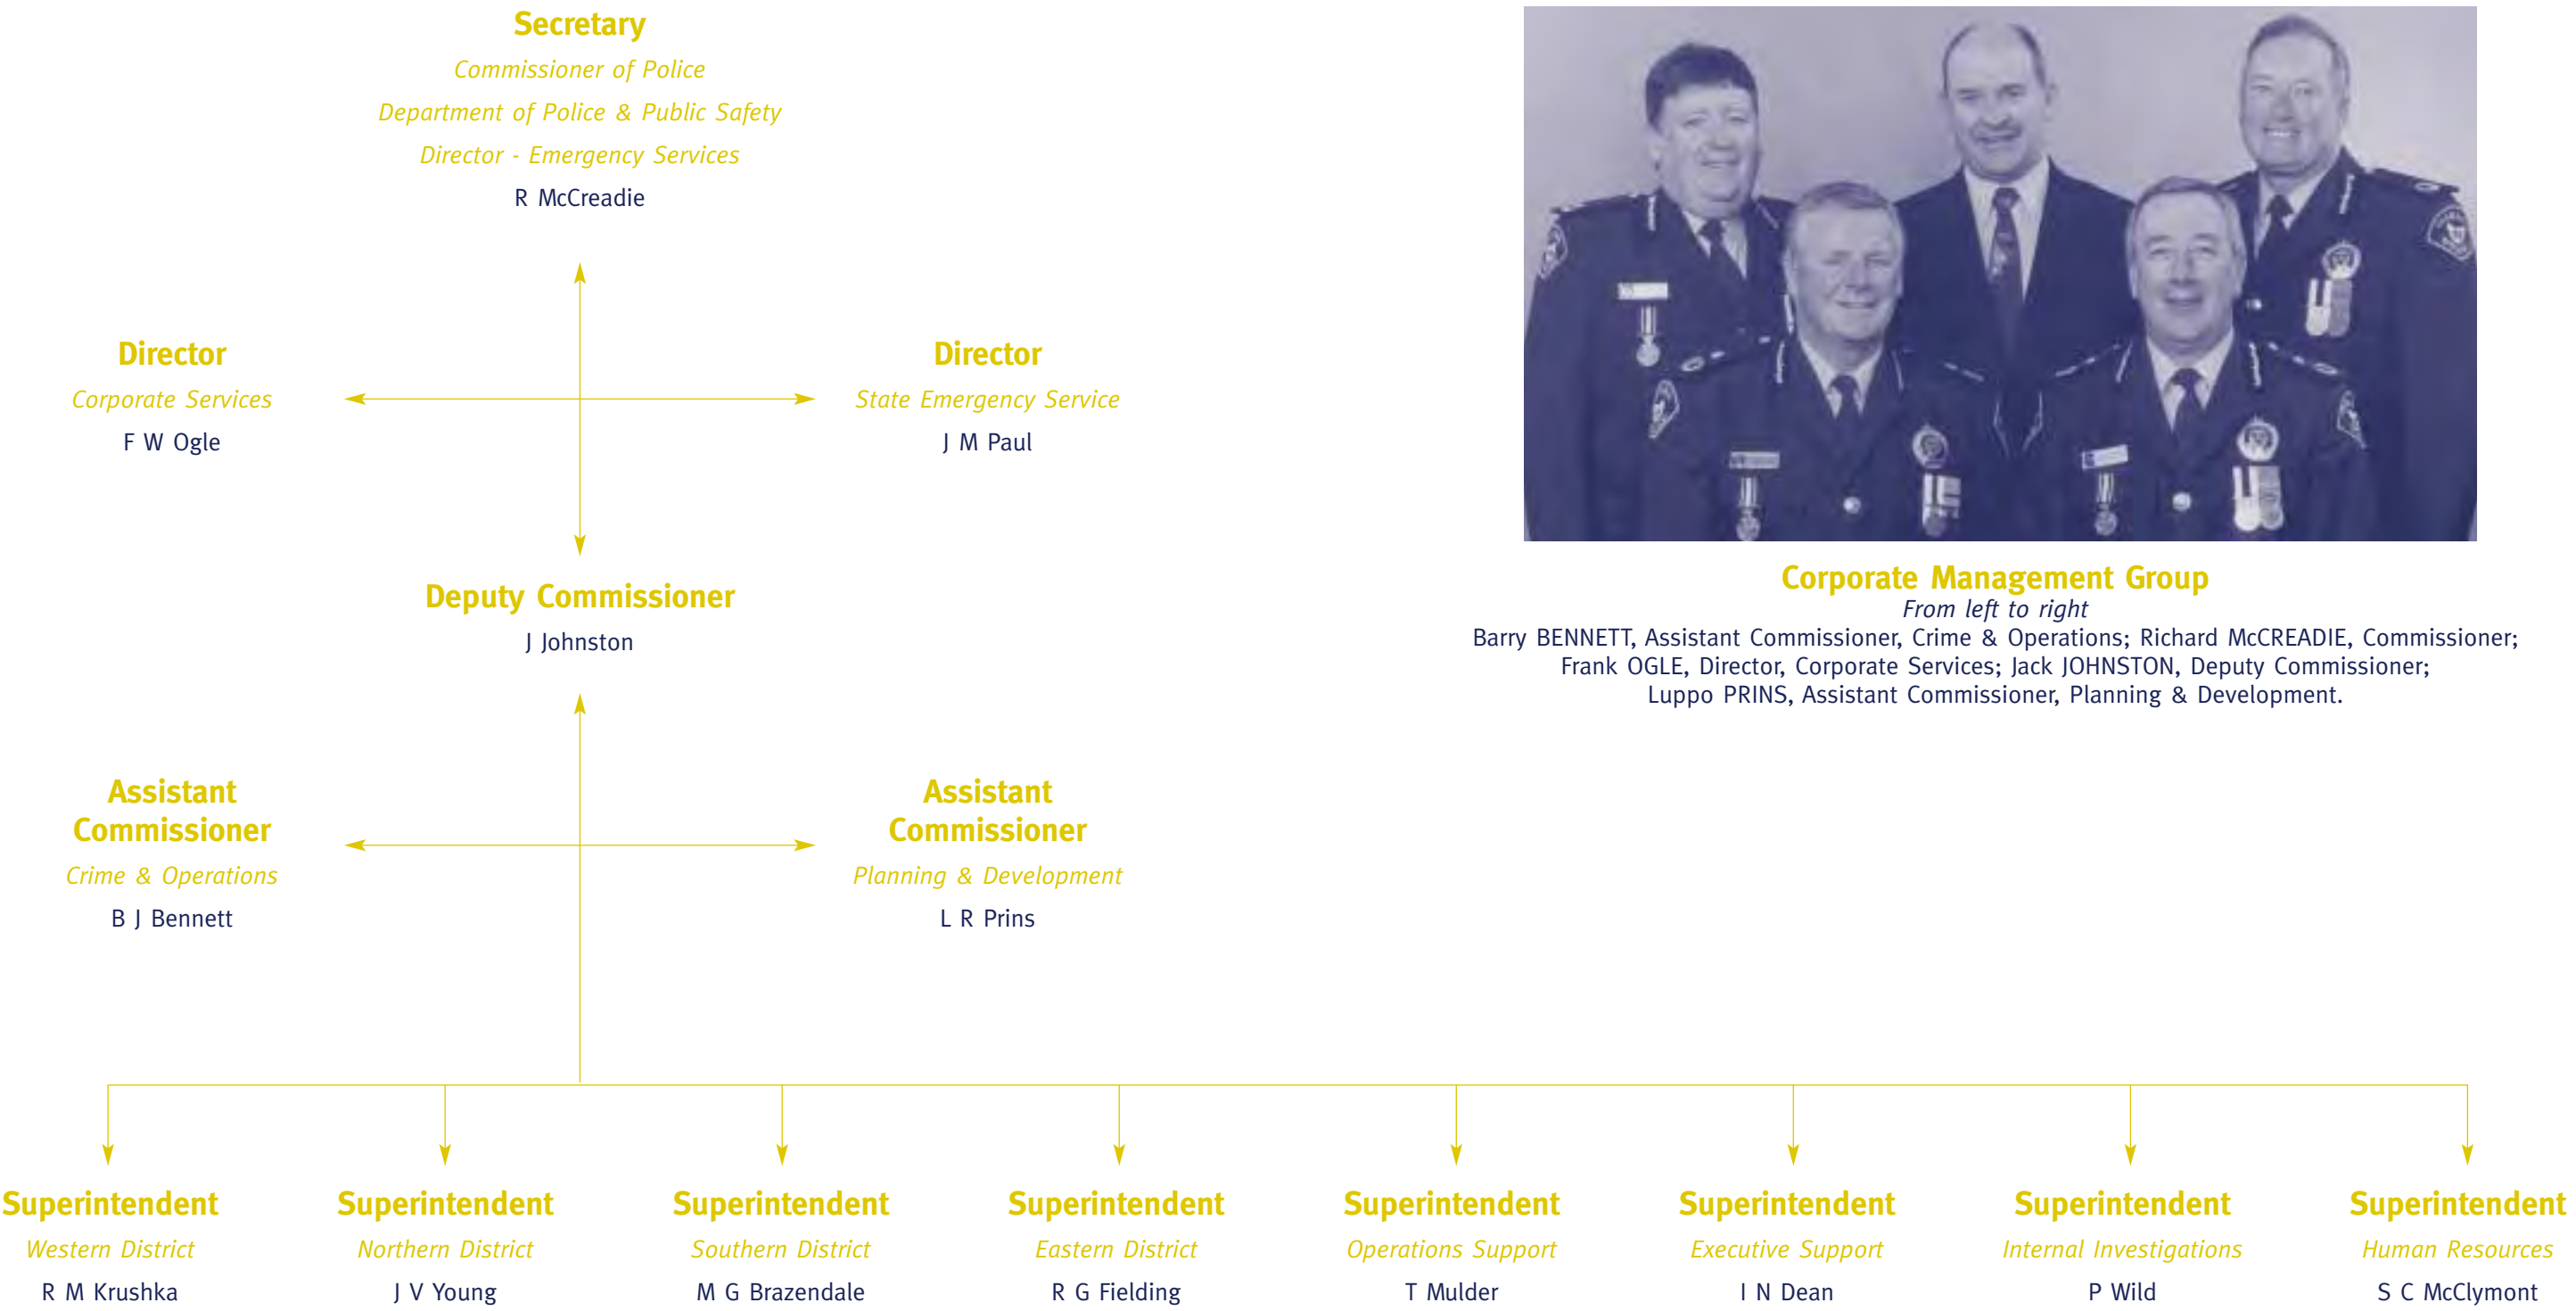 Secretary
Commissioner of Police
Department of Police & Public Safety
Director - Emergency Services
R McCreadie
Director
Corporate Services
F W Ogle
Director
State Emergency Service
J M Paul
Deputy Commissioner
J Johnston
Assistant
Commissioner
Crime & Operations
B J Bennett
Assistant
Commissioner
Planning & Development
L R Prins
Corporate Management Group
From left to right
Barry BENNETT, Assistant Commissioner, Crime & Operations; Richard McCREADIE, Commissioner;
Frank OGLE, Director, Corporate Services; Jack JOHNSTON, Deputy Commissioner;
Luppo PRINS, Assistant Commissioner, Planning & Development.
Superintendent
Western District
R M Krushka
Superintendent
Northern District
J V Young
Superintendent
Southern District
M G Brazendale
Superintendent
Eastern District
R G Fielding
Superintendent
Operations Support
T Mulder
Superintendent
Executive Support
I N Dean
Superintendent
Internal Investigations
P Wild
Superintendent
Human Resources
S C McClymont